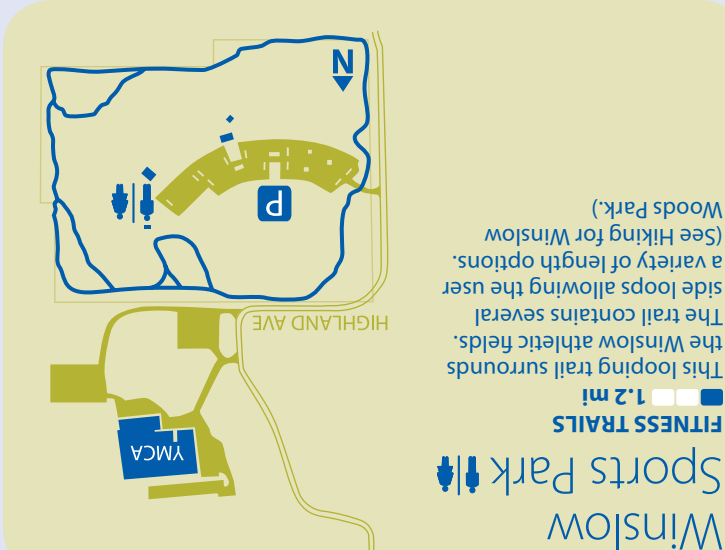 Winslow
Sports Park
FITNESS TRAILS
1.2 mi
This looping trail surrounds
the Winslow athletic fields.
The trail contains several
side loops allowing the user
a variety of length options.
(See Hiking for Winslow
Woods Park.)
YMCA
HIGHLAND AVE
P
N